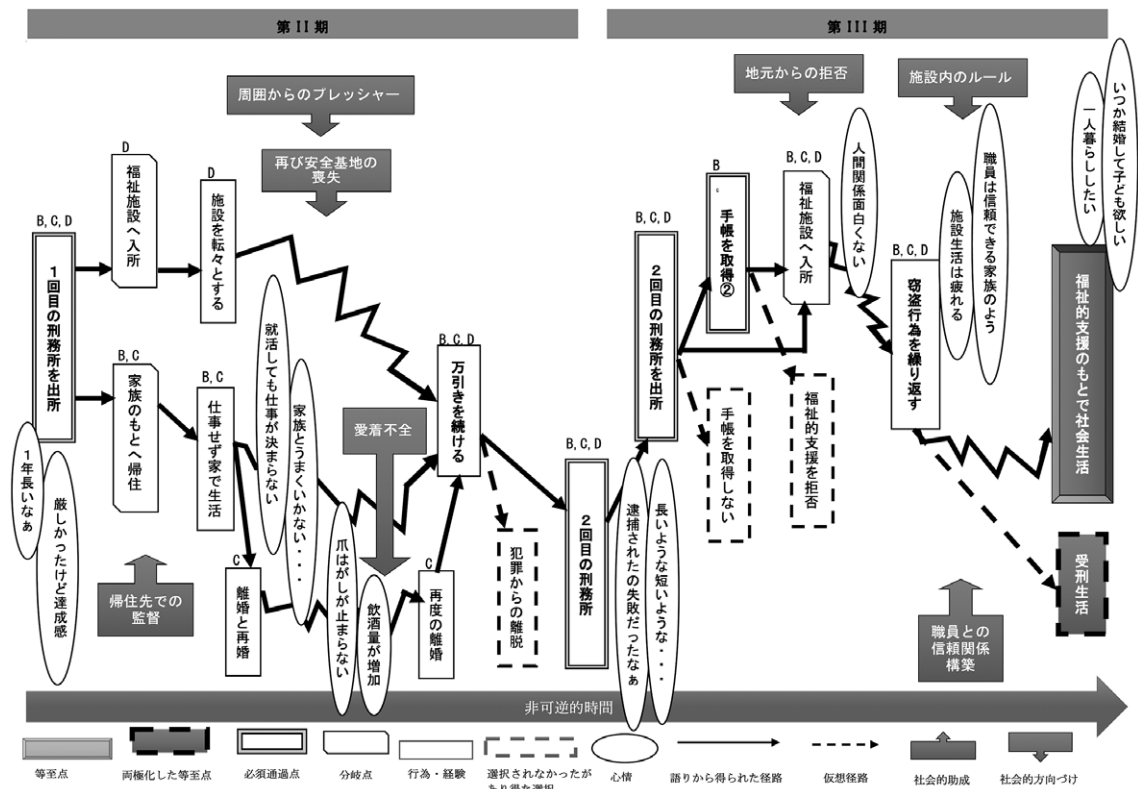 第 II 期
第 III 期
周囲からのプレッシャー
再び安全基地の
喪失
地元からの拒否
施設内のルール
いつか結婚して子ども欲しい
一人暮らししたい
B, C, D
1回目の刑務所を出所
1年長いなぁ
厳しかったけど達成感
D
福祉施設へ入所
D
施設を転々とする
B, C
家族のもとへ帰住
B, C
仕事せず家で生活
就活しても仕事が決まらない
家族とうまくいかない・・・
帰住先での
監督
C
離婚と再婚
愛着不全
爪はがしが止まらない
飲酒量が増加
C
再度の離婚
B, C, D
万引きを続ける
犯罪からの離脱
B, C, D
2回目の刑務所
B, C, D
2回目の刑務所を出所
逮捕されたの失敗だったなぁ
長いような短いような・・・
B
手帳を取得②
手帳を取得しない
B, C, D
福祉施設へ入所
福祉的支援を拒否
人間関係面白くない
B, C, D
窃盗行為を繰り返す
施設生活は疲れる
職員は信頼できる家族のよう
福祉的支援のもとで社会生活
受刑生活
職員との
信頼関係
構築
非可逆的時間
等至点
両極化した等至点
必須通過点
分岐点
行為・経験
選択されなかったが
あり得た選択
心情
語りから得られた径路
仮想径路
社会的助成
社会的方向づけ